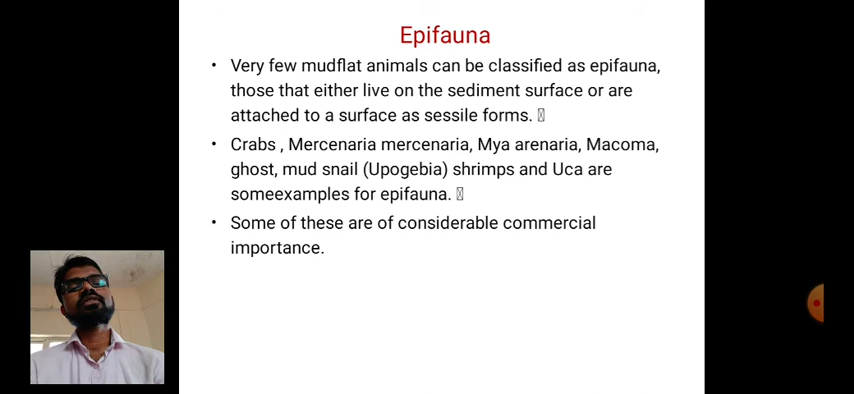 Epifauna
• Very few mudflat animals can be classified as epifauna,
those that either live on the sediment surface or are
attached to a surface as sessile forms. 
• Crabs , Mercenaria mercenaria, Mya arenaria, Macoma,
ghost, mud snail (Upogebia) shrimps and Uca are
someexamples for epifauna. 
• Some of these are of considerable commercial
importance.